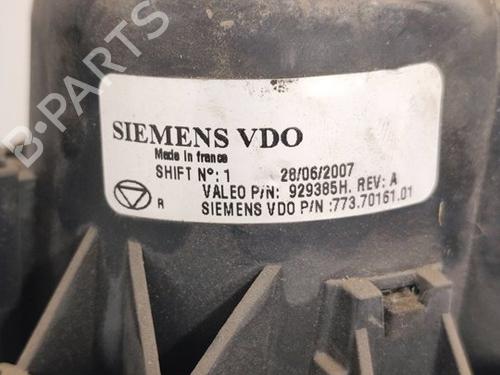 B-PARTS
SIEMENS VDO
Made in france
SHIFT Nº: 1 28/06/2007
VALEO P/N: 929385H. REV: A
R SIEMENS VDO P/N :773.70161.01